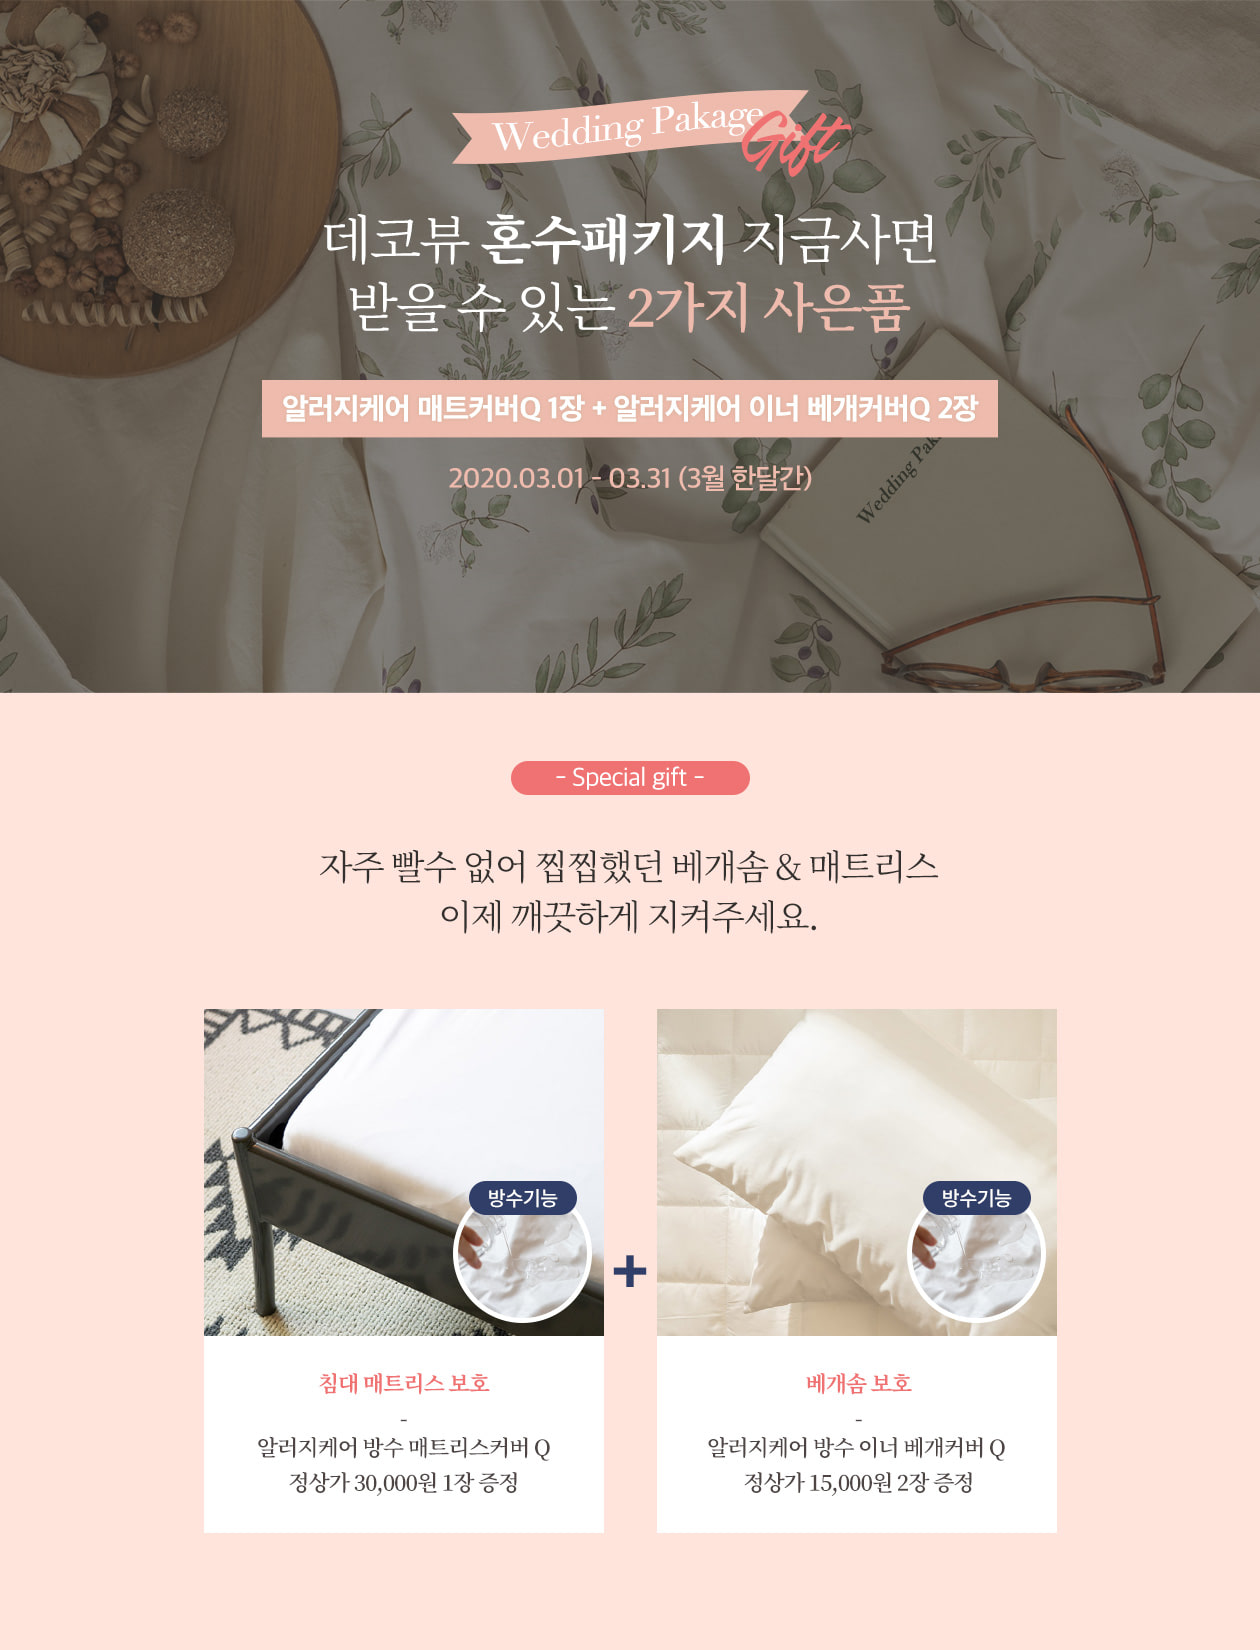 Wedding Pakage
Gift
데코뷰 혼수패키지 지금사면
받을 수 있는 2가지 사은품
알러지케어 매트커버Q 1장 + 알러지케어 이너 베개커버Q 2장
2020.03.01 - 03.31 (3월 한달간)
Wedding Pak
- Special gift -
자주 빨수 없어 찝찝했던 베개솜 & 매트리스
이제 깨끗하게 지켜주세요.
방수기능
방수기능
+
침대 매트리스 보호
-
알러지케어 방수 매트리스커버 Q
정상가 30,000원 1장 증정
베개솜 보호
-
알러지케어 방수 이너 베개커버 Q
정상가 15,000원 2장 증정